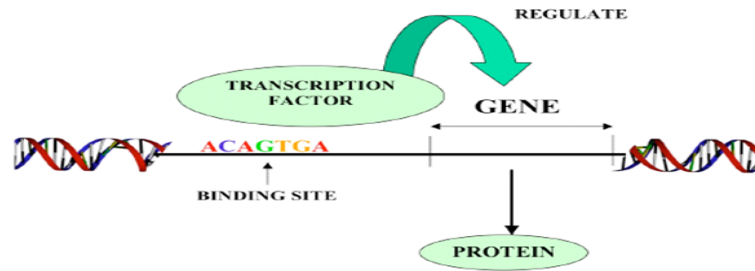 REGULATE
TRANSCRIPTION
FACTOR
GENE
ACAGTGA
BINDING SITE
PROTEIN